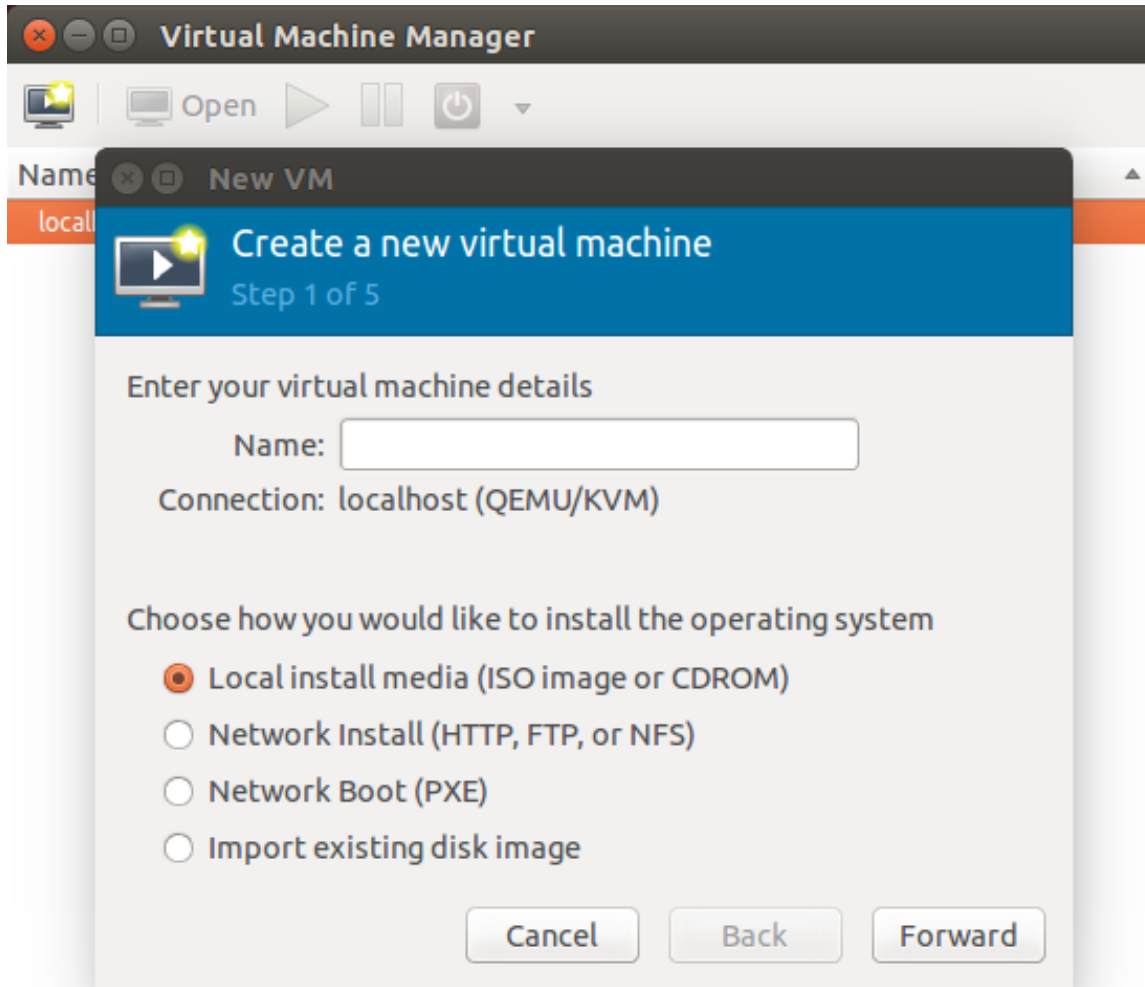 Virtual Machine Manager
Open
Name
New VM
Create a new virtual machine
Step 1 of 5
Enter your virtual machine details
Name:
Connection: localhost (QEMU/KVM)
Choose how you would like to install the operating system
Local install media (ISO image or CDROM)
Network Install (HTTP, FTP, or NFS)
Network Boot (PXE)
Import existing disk image
Cancel Back Forward